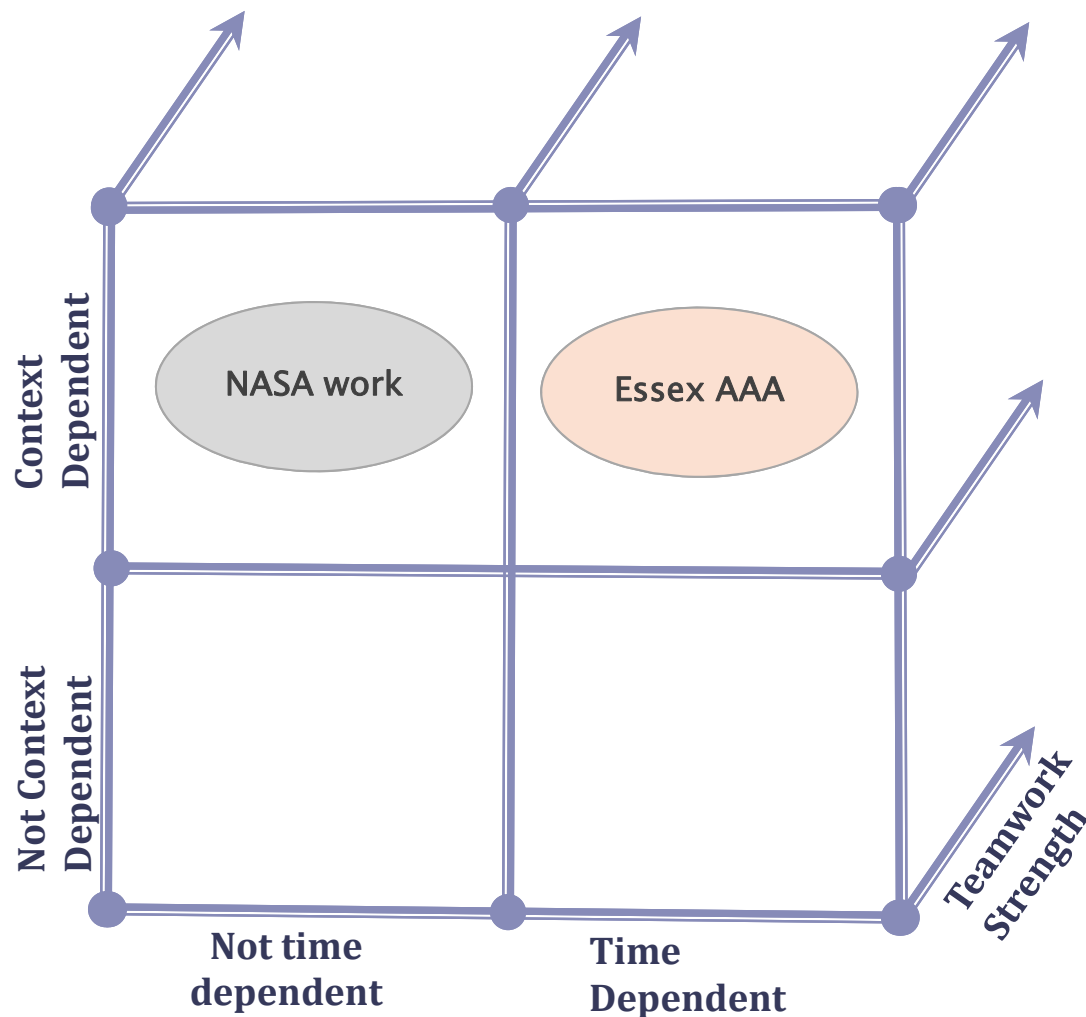 Context
Dependent
NASA work
Essex AAA
Not Context
Dependent
Teamwork
Strength
Not time
dependent
Time
Dependent